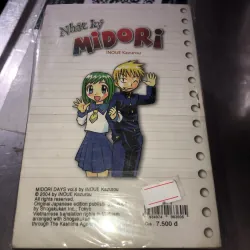 Nhật ký
MIDORI
INOUE Kazurou
MIDORI DAYS vol.6 by INOUE Kazurou
© 2004 by INOUE Kazurou
All rights reserved.
Original Japanese edition published
by Shogakukan Inc., Tokyo
Vietnamese translation rights in
arranged with Shogakukan
through The Kashima Agency
7.500 đ